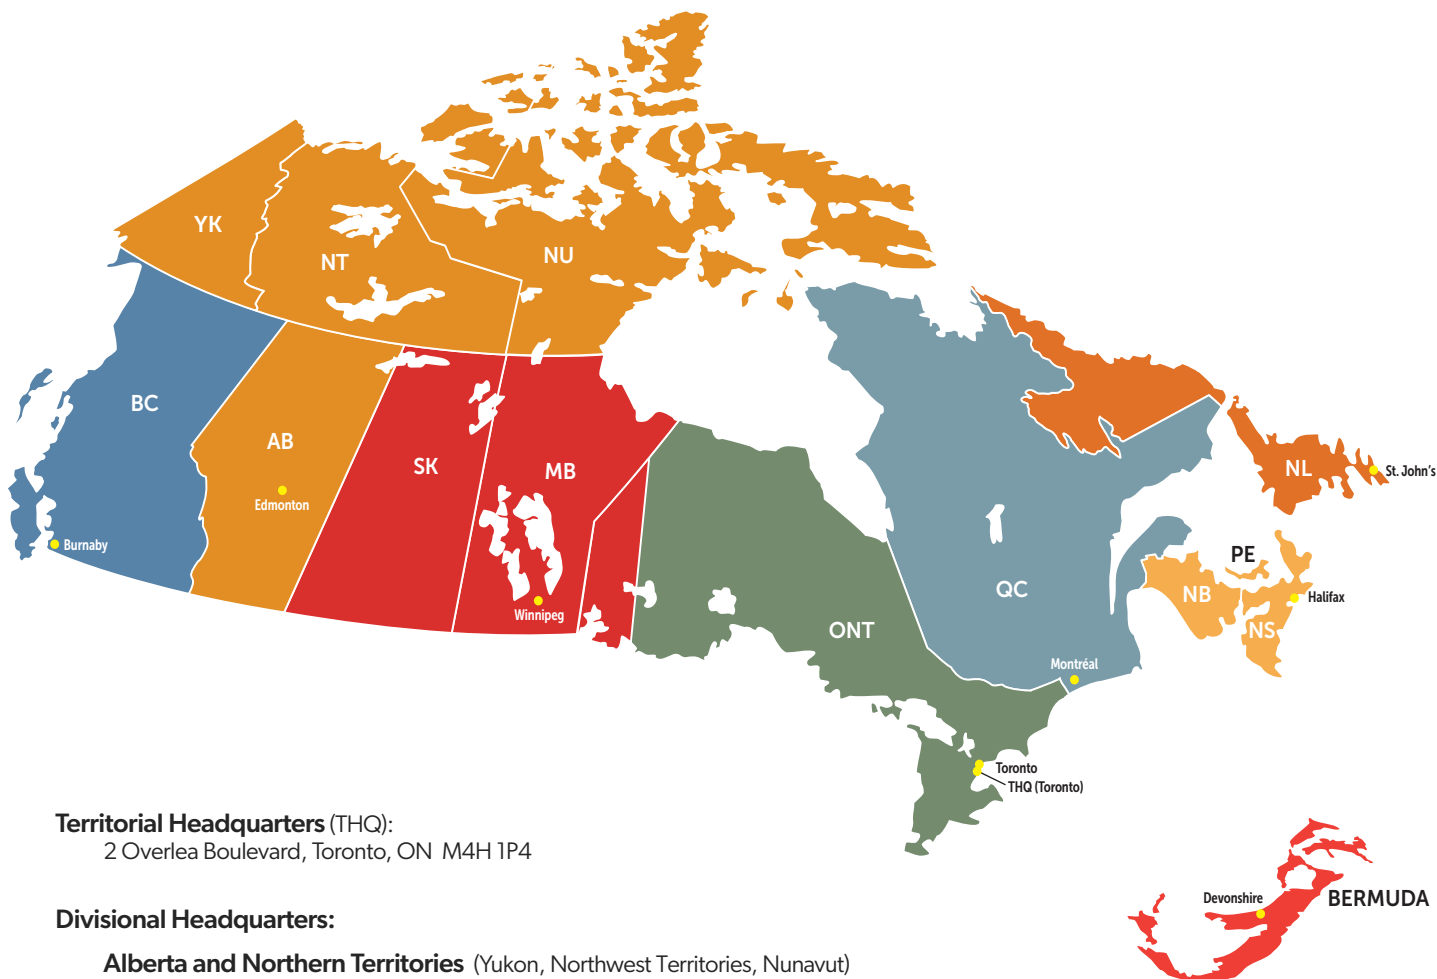 YK
NT
NU
BC
AB
SK
MB
NL
St. John's
Edmonton
Burnaby
PE
QC
NB
Halifax
Winnipeg
ONT
NS
Montréal
Toronto
THQ (Toronto)
Territorial Headquarters (THQ):
2 Overlea Boulevard, Toronto, ON M4H 1P4
Devonshire
BERMUDA
Divisional Headquarters:
Alberta and Northern Territories (Yukon, Northwest Territories, Nunavut)